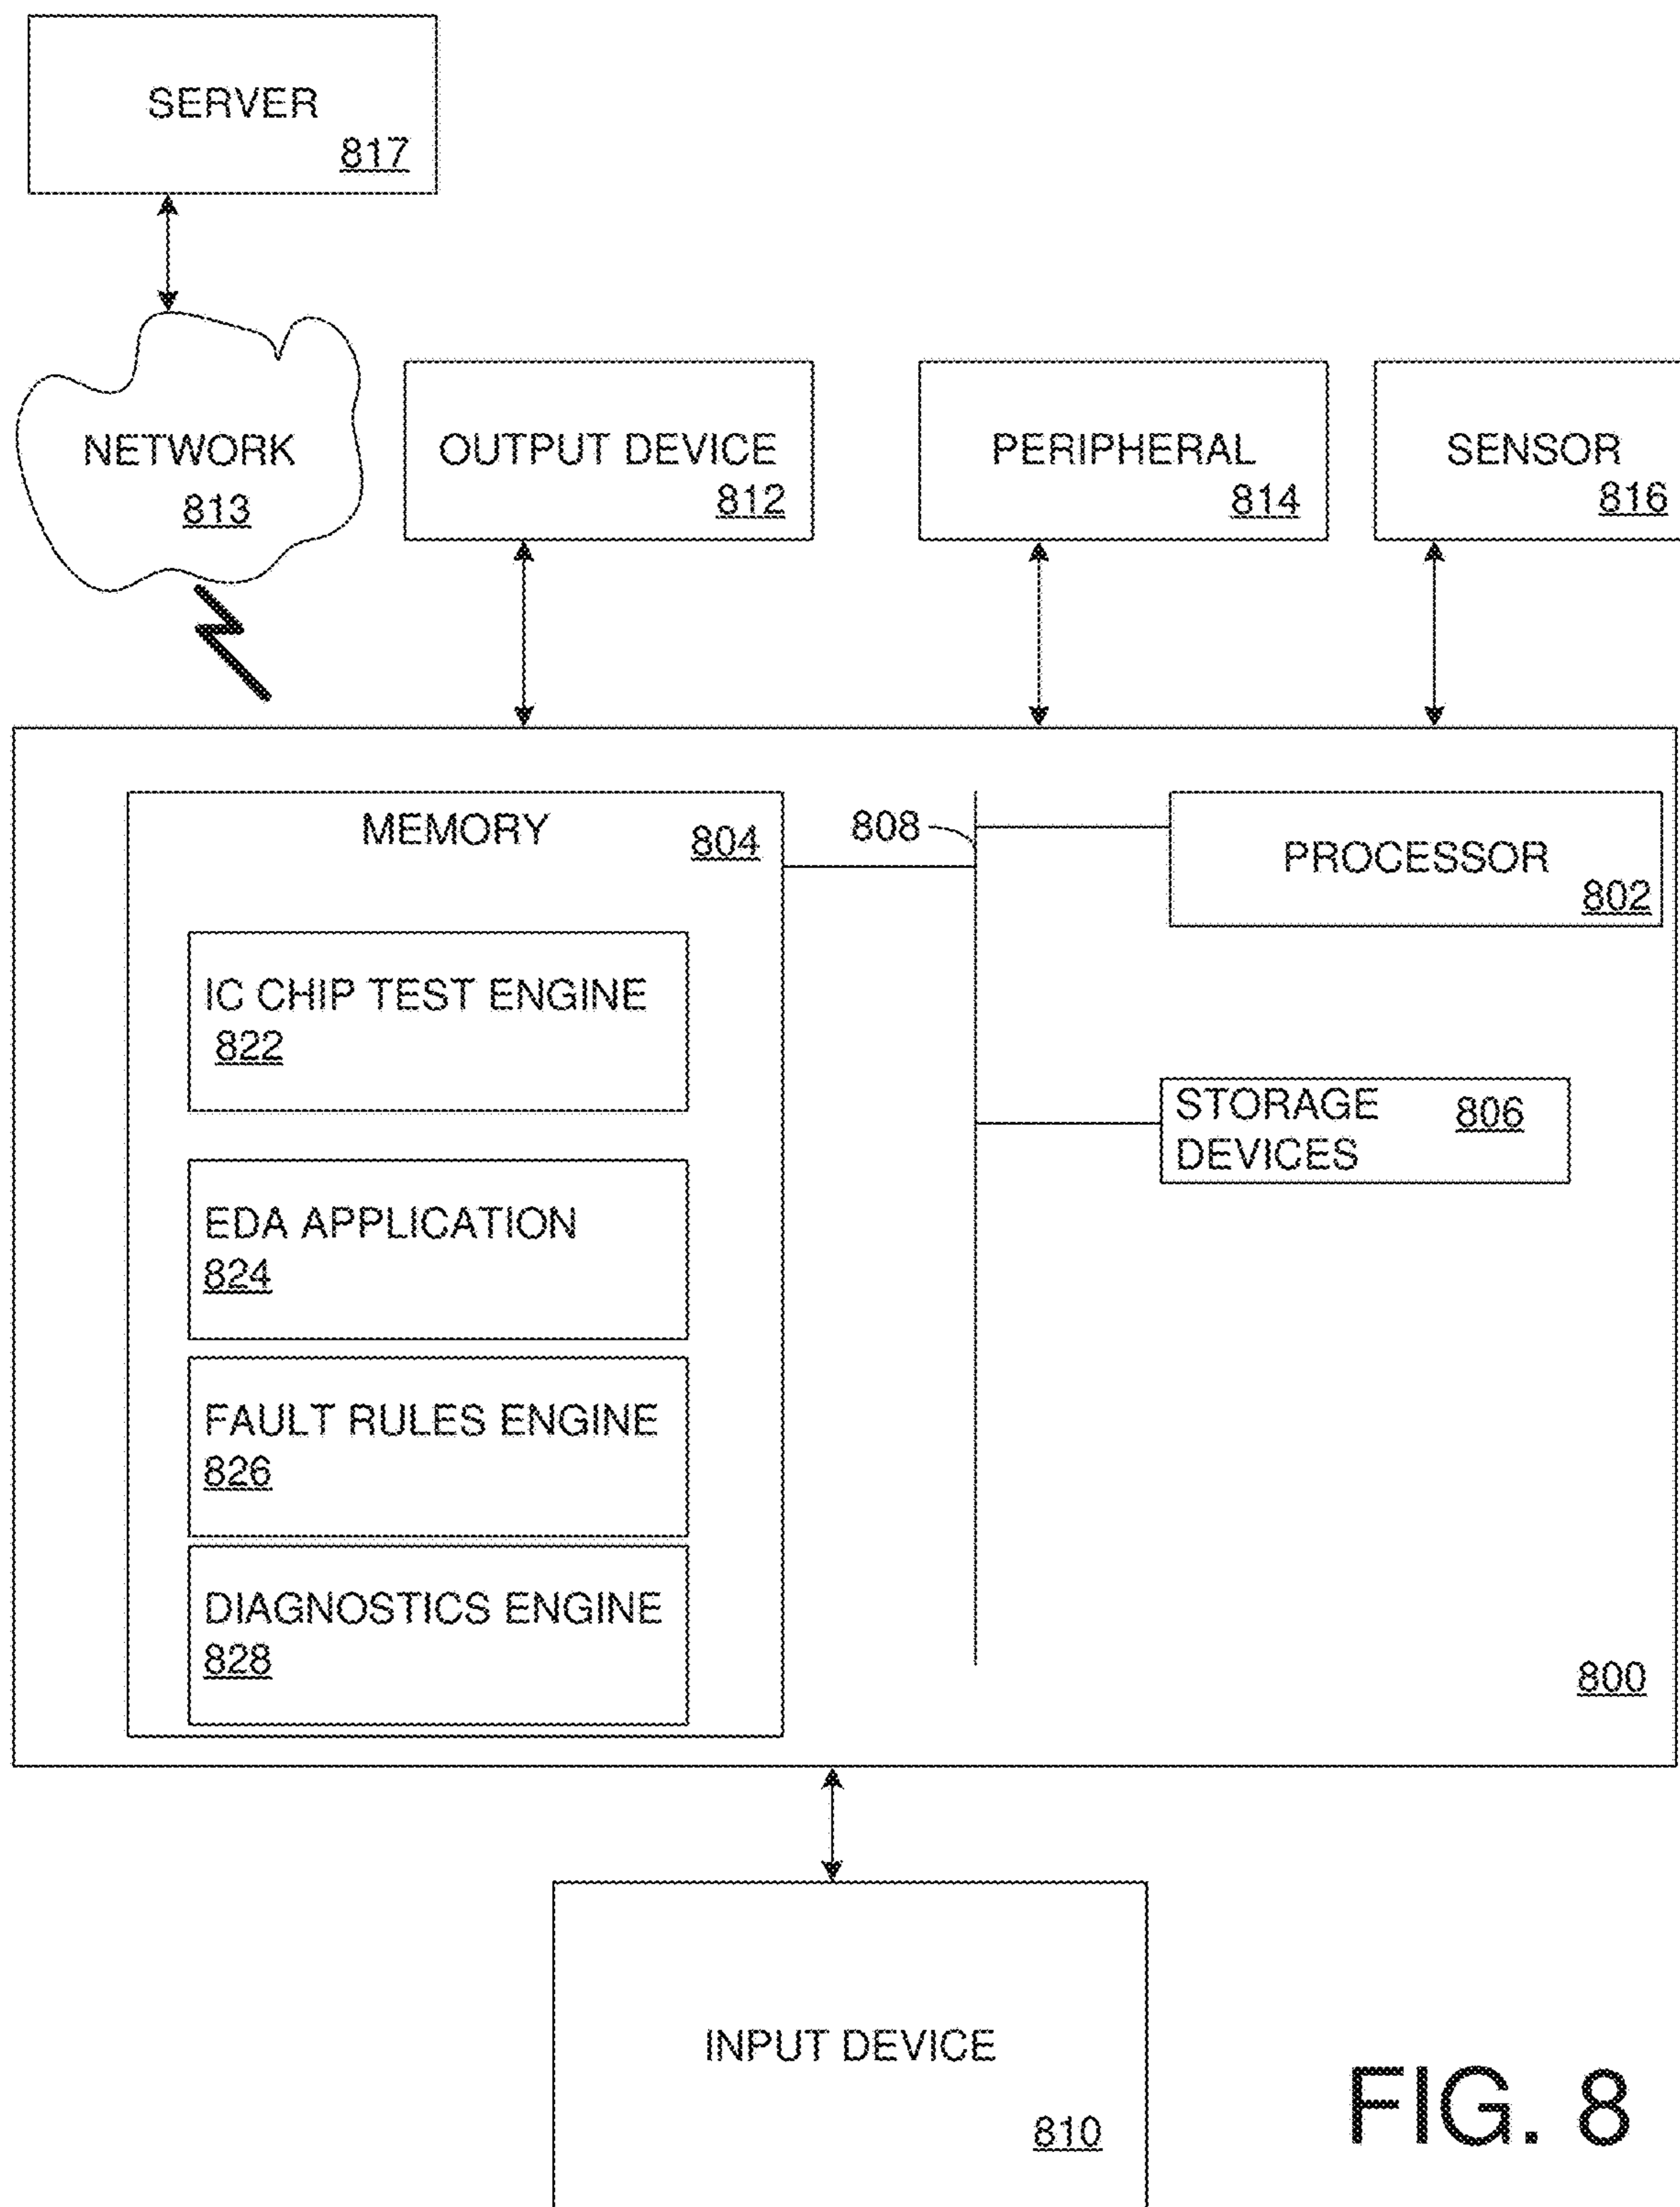 SERVER
817
NETWORK
813
OUTPUT DEVICE
812
PERIPHERAL
814
SENSOR
816
MEMORY
804
808
PROCESSOR
802
IC CHIP TEST ENGINE
822
STORAGE
DEVICES
806
EDA APPLICATION
824
FAULT RULES ENGINE
826
DIAGNOSTICS ENGINE
828
800
INPUT DEVICE
810
FIG. 8